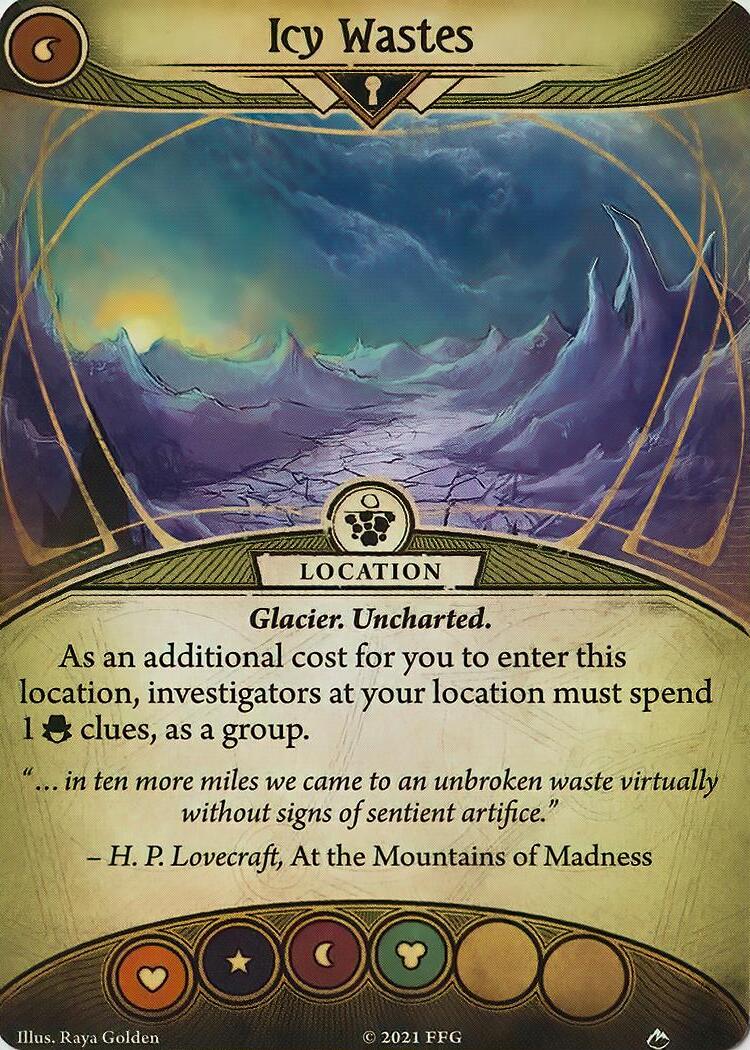 Icy Wastes
LOCATION
Glacier. Uncharted.
As an additional cost for you to enter this
location, investigators at your location must spend
1 clues, as a group.
“… in ten more miles we came to an unbroken waste virtually
without signs of sentient artifice.”
– H. P. Lovecraft, At the Mountains of Madness
Illus. Raya Golden
© 2021 FFG